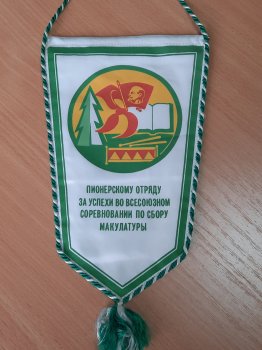 ПИОНЕРСКОМУ ОТРЯДУ
ЗА УСПЕХИ ВО ВСЕСОЮЗНОМ
СОРЕВНОВАНИИ ПО СБОРУ
МАКУЛАТУРЫ